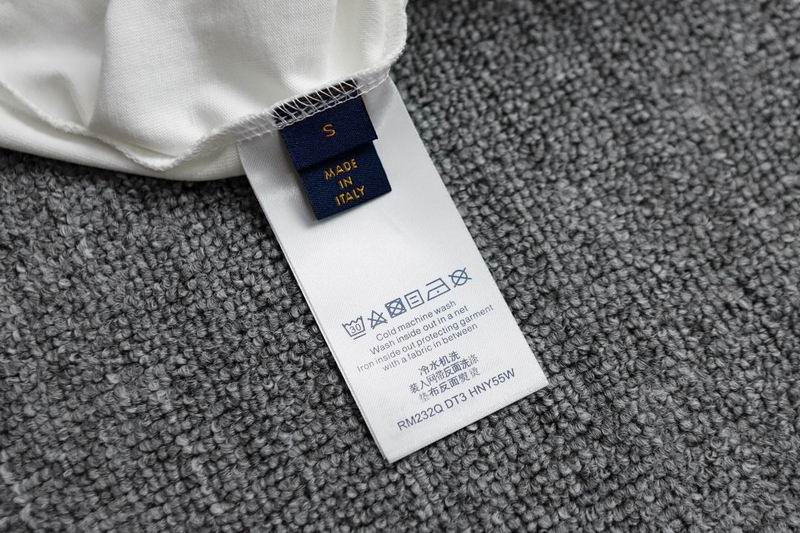 S
MADE
IN
ITALY
30
Cold machine wash
Wash inside out in a net
Iron inside out protecting garment
with a fabric in between
冷水机洗
装入网带反面洗涤
垫布反面熨烫
RM232Q DT3 HNY55W